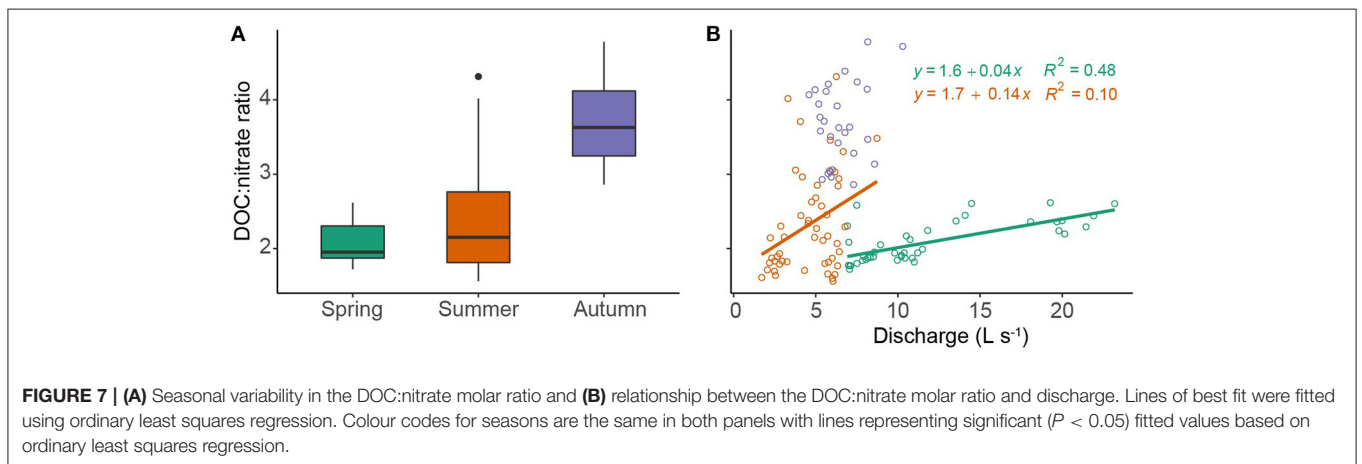 A
DOC:nitrate ratio
4
3
2
Spring Summer Autumn
B
y = 1.6 + 0.04x R² = 0.48
y = 1.7 + 0.14x R² = 0.10
0 5 10 15 20
Discharge (L s⁻¹)
FIGURE 7 | (A) Seasonal variability in the DOC:nitrate molar ratio and (B) relationship between the DOC:nitrate molar ratio and discharge. Lines of best fit were fitted
using ordinary least squares regression. Colour codes for seasons are the same in both panels with lines representing significant (P < 0.05) fitted values based on
ordinary least squares regression.